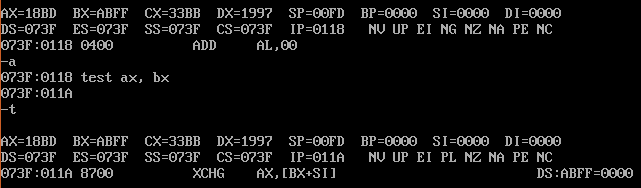 AX=18BD  BX=ABFF  CX=33BB  DX=1997  SP=00FD  BP=0000  SI=0000  DI=0000
DS=073F  ES=073F  SS=073F  CS=073F  IP=0118   NV UP EI NG NZ NA PE NC
073F:0118 0400          ADD     AL,00
-a
073F:0118 test ax, bx
073F:011A
-t
AX=18BD  BX=ABFF  CX=33BB  DX=1997  SP=00FD  BP=0000  SI=0000  DI=0000
DS=073F  ES=073F  SS=073F  CS=073F  IP=011A   NV UP EI PL NZ NA PE NC
073F:011A 8700          XCHG    AX,[BX+SI]                         DS:ABFF=0000